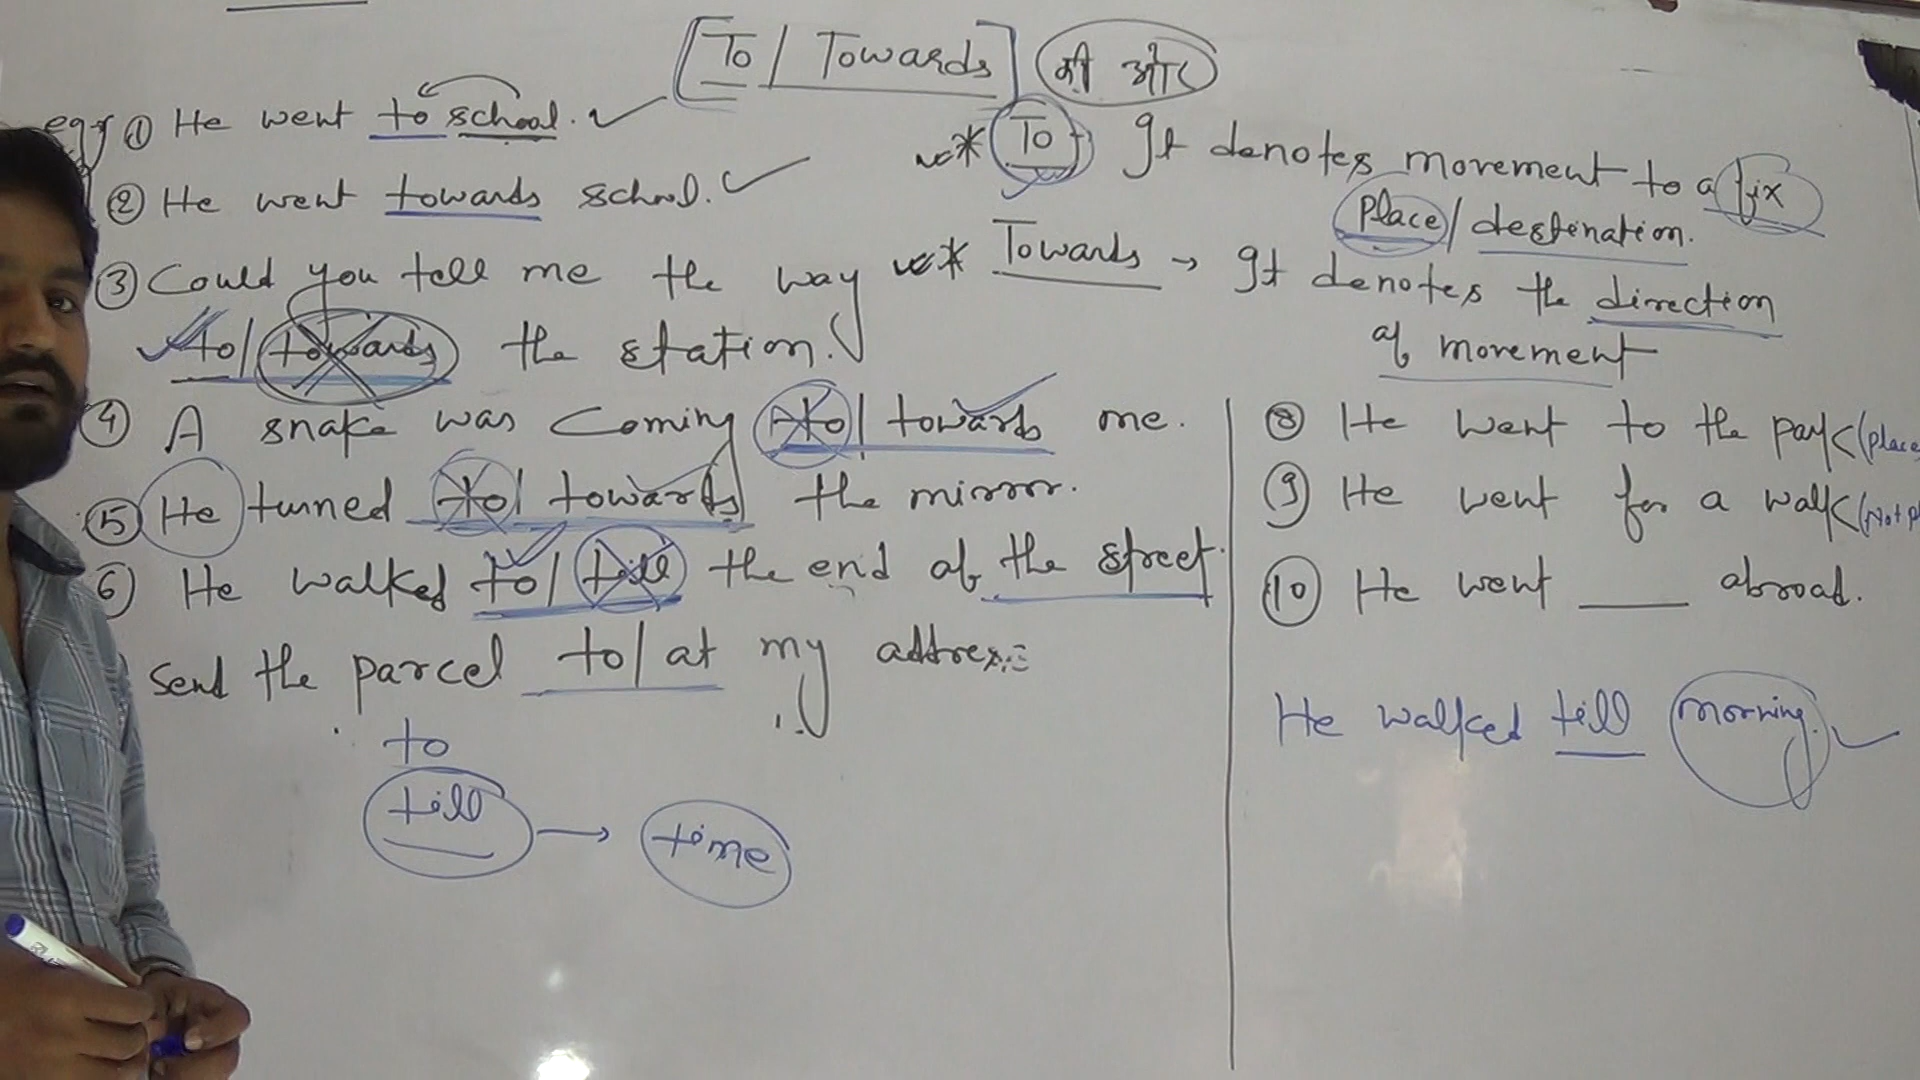 To / Towards की ओर
egs ① He went to school.
② He went towards school.
③ Could you tell me the way
to / towards the station.
④ A snake was coming to / towards me.
⑤ He turned to / towards the mirror.
⑥ He walked to / till the end of the street.
Send the parcel to / at my address
to
till → time
* To → It denotes movement to a fix
Place / destination.
* Towards → It denotes the direction
of movement
⑧ He went to the park (place
⑨ He went for a walk (Not pl
⑩ He went ____ abroad.
He walked till morning.